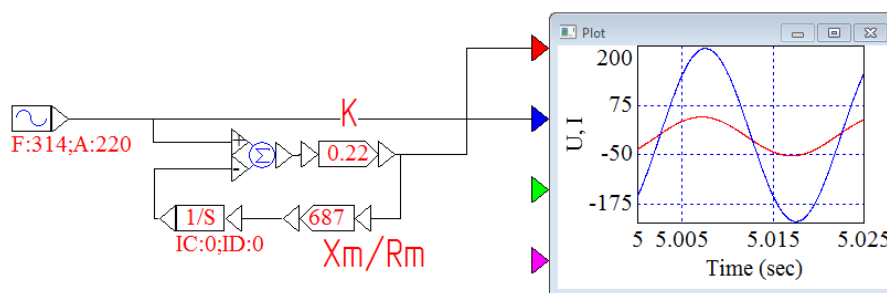 Plot
200
75
-50
-175
U, I
5 5.005 5.015 5.025
Time (sec)
K
F:314;A:220
+
Σ
-
0.22
1/S
687
IC:0;ID:0
Xm/Rm